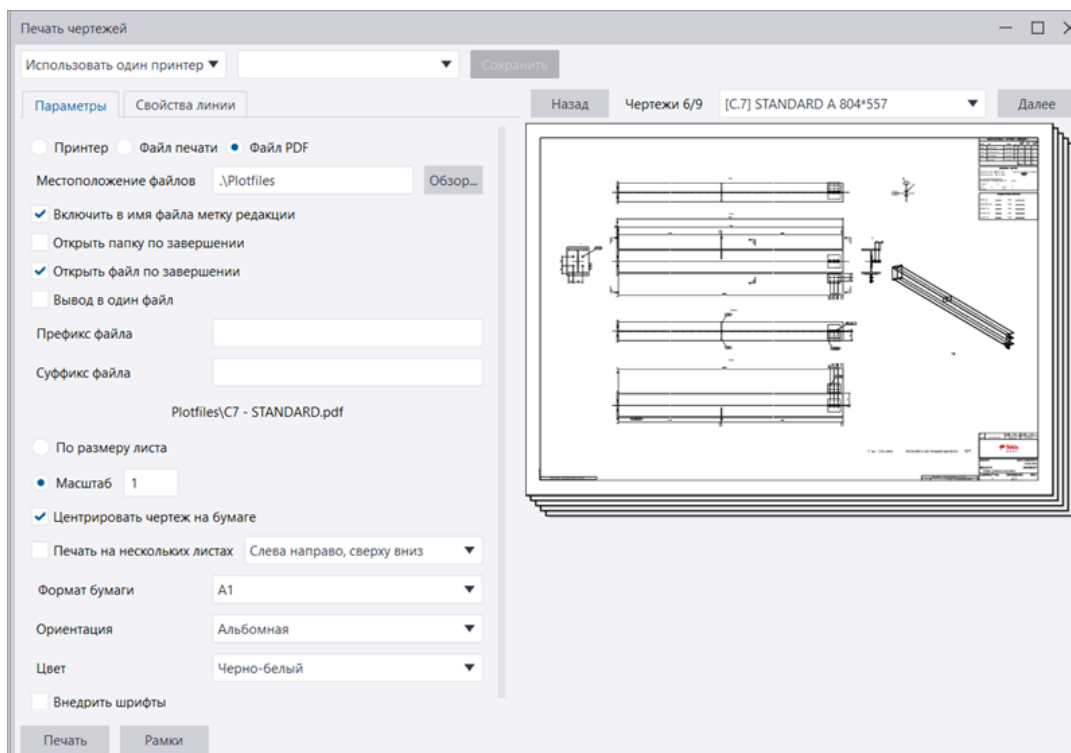 Печать чертежей
Использовать один принтер
Сохранить
Параметры
Свойства линии
Назад
Чертежи 6/9
[C.7] STANDARD A 804*557
Далее
Принтер
Файл печати
Файл PDF
Местоположение файлов
.\Plotfiles
Обзор...
Включить в имя файла метку редакции
Открыть папку по завершении
Открыть файл по завершении
Вывод в один файл
Префикс файла
Суффикс файла
Plotfiles\C7 - STANDARD.pdf
По размеру листа
Масштаб
1
Центрировать чертеж на бумаге
Печать на нескольких листах
Слева направо, сверху вниз
Формат бумаги
A1
Ориентация
Альбомная
Цвет
Черно-белый
Внедрить шрифты
Печать
Рамки